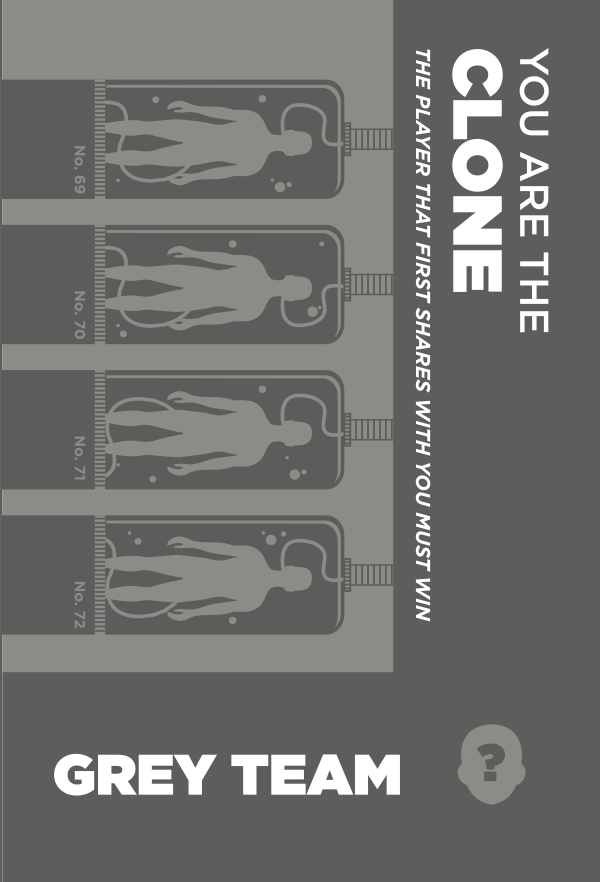 YOU ARE THE
CLONE
THE PLAYER THAT FIRST SHARES WITH YOU MUST WIN
No. 69
No. 70
No. 71
No. 72
?
GREY TEAM